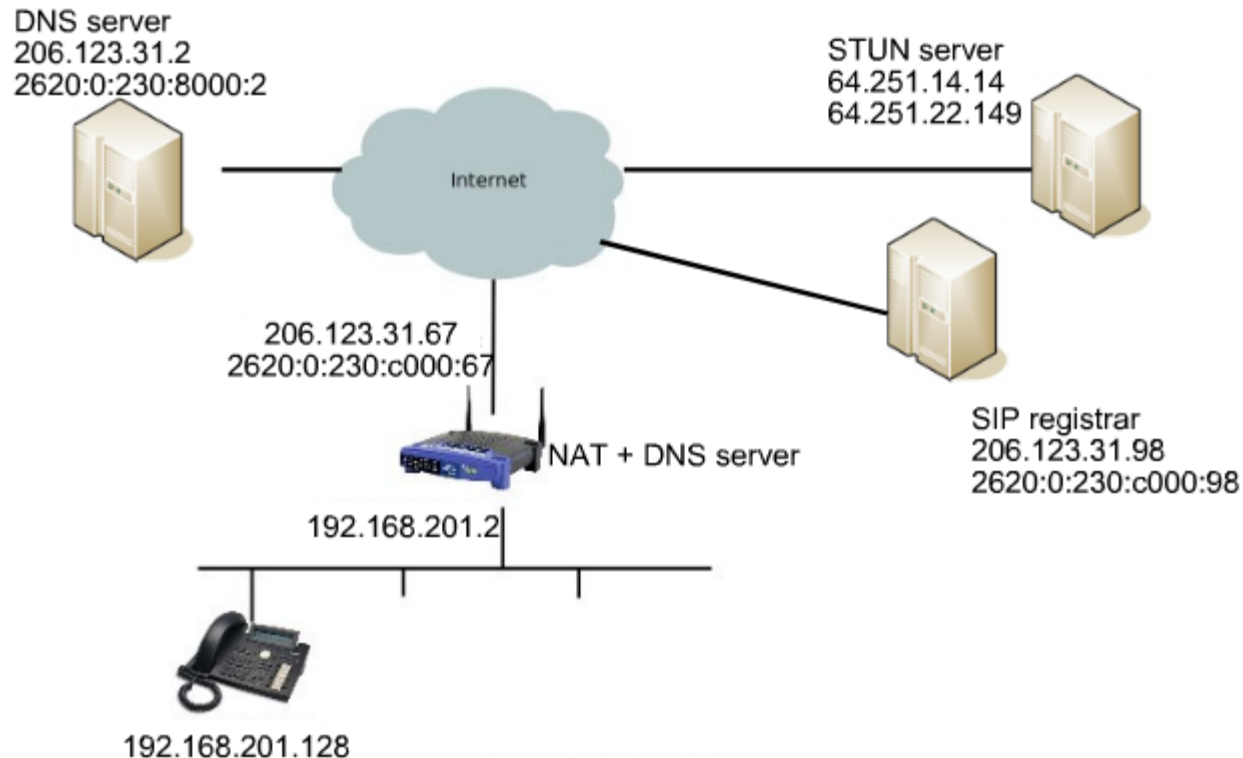 DNS server
206.123.31.2
2620:0:230:8000:2
STUN server
64.251.14.14
64.251.22.149
Internet
206.123.31.67
2620:0:230:c000:67
NAT + DNS server
SIP registrar
206.123.31.98
2620:0:230:c000:98
192.168.201.2
192.168.201.128